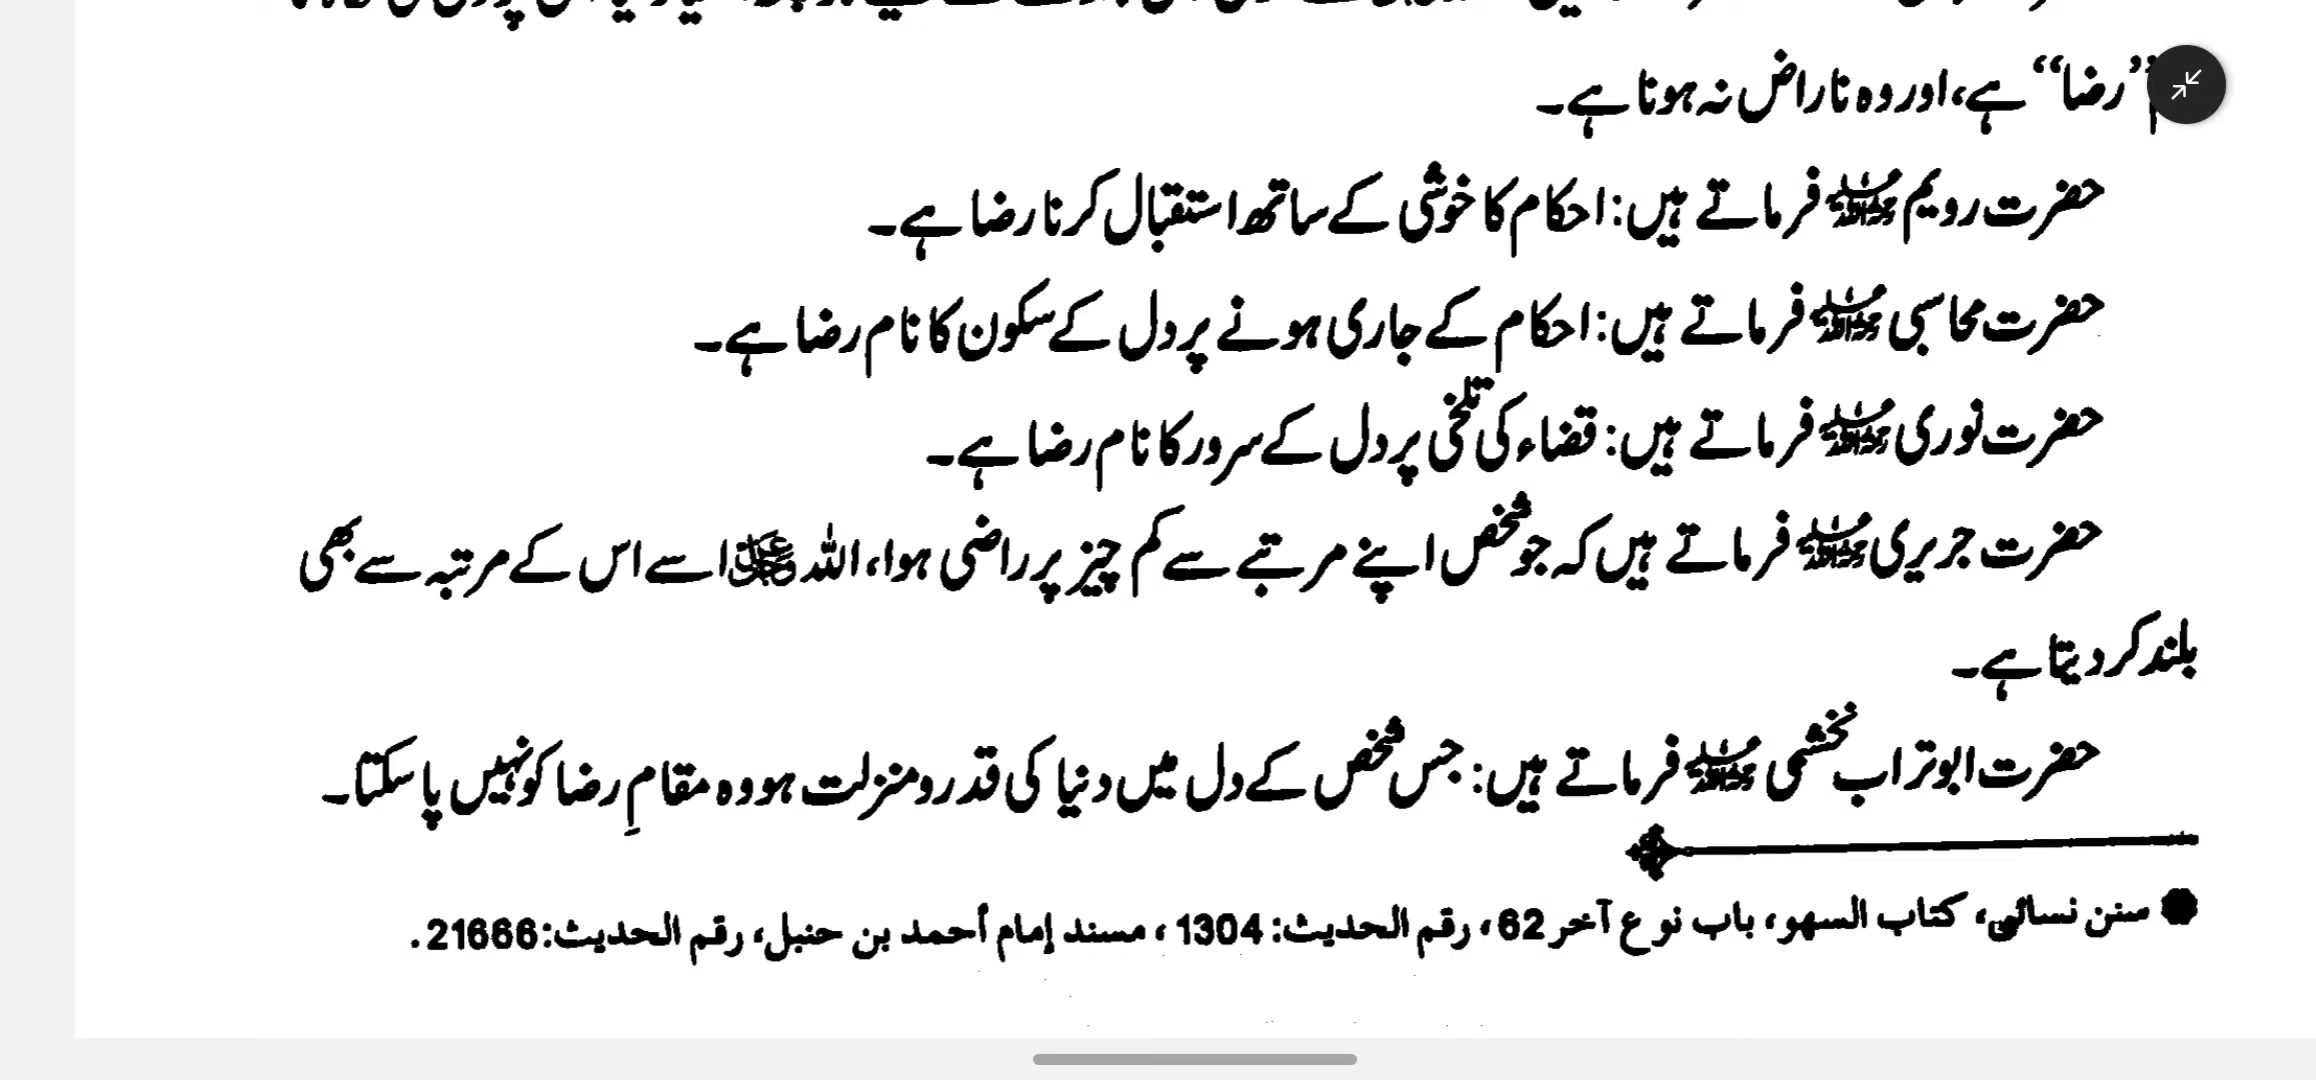 ”رضا“ ہے، اور وہ ناراض نہ ہونا ہے۔
حضرت رویم رحمۃ اللہ علیہ فرماتے ہیں: احکام کا خوشی کے ساتھ استقبال کرنا رضا ہے۔
حضرت محاسبی رحمۃ اللہ علیہ فرماتے ہیں: احکام کے جاری ہونے پر دل کے سکون کا نام رضا ہے۔
حضرت نوری رحمۃ اللہ علیہ فرماتے ہیں: قضاء کی تلخی پر دل کے سرور کا نام رضا ہے۔
حضرت جریری رحمۃ اللہ علیہ فرماتے ہیں کہ جو شخص اپنے مرتبے سے کم چیز پر راضی ہوا، اللہ عزوجل اسے اس کے مرتبہ سے بھی
بلند کر دیتا ہے۔
حضرت ابوتراب نخشبی رحمۃ اللہ علیہ فرماتے ہیں: جس شخص کے دل میں دنیا کی قدر و منزلت ہو وہ مقامِ رضا کو نہیں پا سکتا۔
سنن نسائی، کتاب السهو، باب نوع آخر 62، رقم الحدیث: 1304، مسند إمام أحمد بن حنبل، رقم الحدیث: 21666.